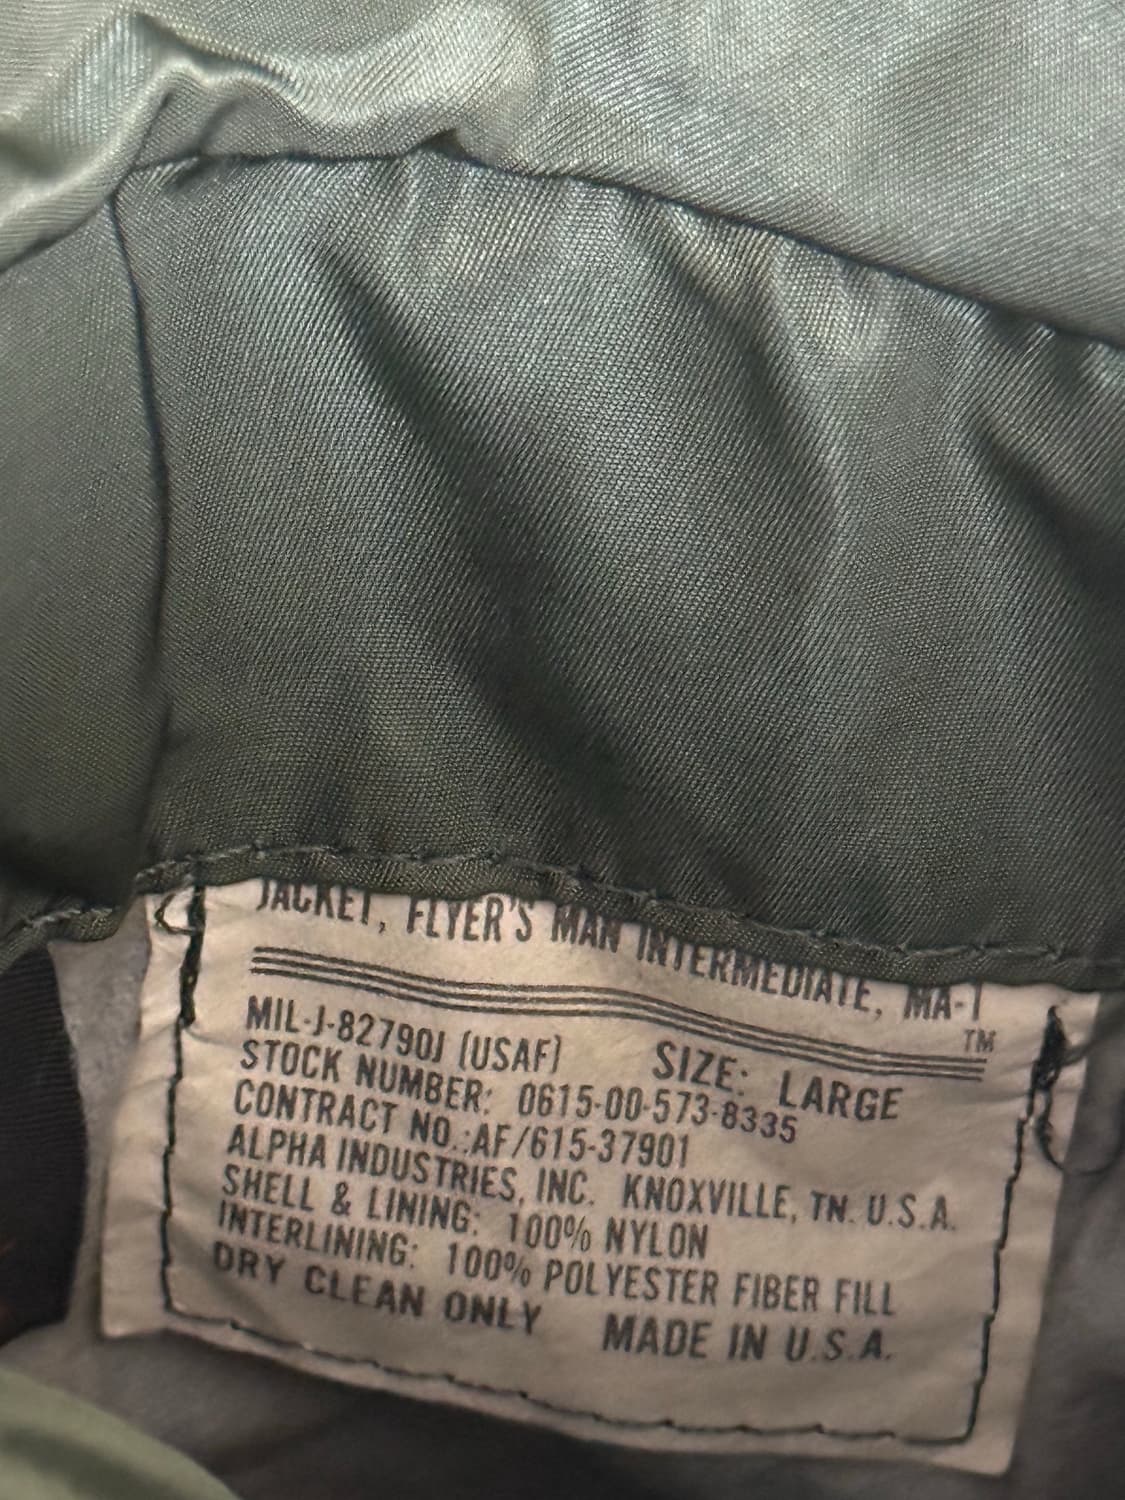 JACKET, FLYER'S MAN INTERMEDIATE, MA-1
TM
MIL-J-82790J (USAF) SIZE: LARGE
STOCK NUMBER: 0615-00-573-8335
CONTRACT NO.:AF/615-37901
ALPHA INDUSTRIES, INC. KNOXVILLE, TN. U.S.A.
SHELL & LINING: 100% NYLON
INTERLINING: 100% POLYESTER FIBER FILL
DRY CLEAN ONLY MADE IN U.S.A.